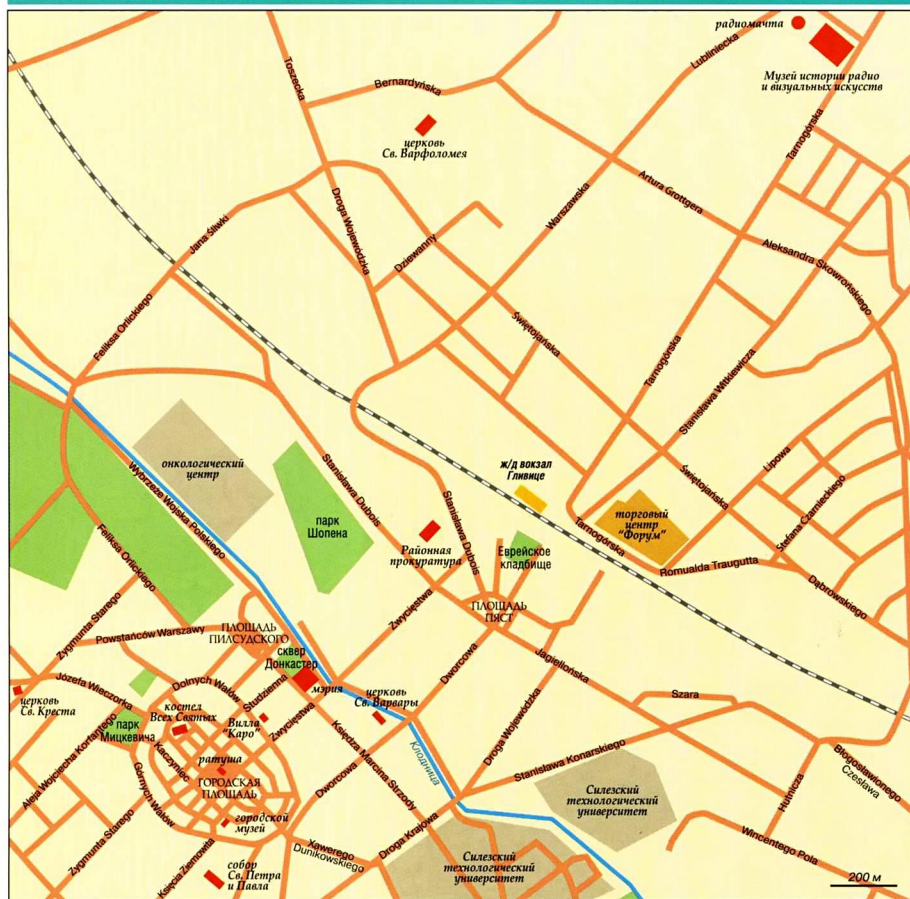 радиомачта
Lubliniecka
Музей истории радио
и визуальных искусств
Toszecka
Bernardyńska
церковь
Св. Варфоломея
Tarnogórska
Artura Grottgera
Warszawska
Droga Wojewódzka
Jana Śliwki
Dziewanny
Aleksandra Skowrońskiego
Feliksa Orlickiego
Świętojańska
Tarnogórska
Stanisława Witkiewicza
онкологический
центр
Wybrzeże Wojska Polskiego
Stanisława Dubois
ж/д вокзал
Гливице
Lipowa
Świętojańska
Stefana Czarnieckiego
парк
Шопена
Stanisława Dubois
торговый
центр
"Форум"
Tarnogórska
Районная
прокуратура
Еврейское
кладбище
Romualda Traugutta
Dąbrowskiego
Feliksa Orlickiego
Zygmunta Starego
Zwycięstwa
ПЛОЩАДЬ
ПЯСТ
Powstańców Warszawy
ПЛОЩАДЬ
ПИЛСУДСКОГО
сквер
Донкастер
Jagiellońska
Dworcowa
Józefa Wieczorka
Dolnych Wałów
Studzienna
мэрия
церковь
Св. Варвары
Szara
церковь
Св. Креста
костел
Всех Святых
Вилла
"Каро"
Zwycięstwa
парк
Мицкевича
Aleja Wojciecha Korfantego
Kaczyniec
Księdza Marcina Strzody
Droga Wojewódzka
Клодница
Stanisława Konarskiego
Błogosławionego
Czesława
ратуша
ГОРОДСКАЯ
ПЛОЩАДЬ
Górnych Wałów
Dworcowa
Силезский
технологический
университет
Hutnicza
городской
музей
Zygmunta Starego
Księcia Ziemowita
Xawerego
Dunikowskiego
Droga Krajowa
Wincentego Pola
собор
Св. Петра
и Павла
Силезский
технологический
университет
200 м